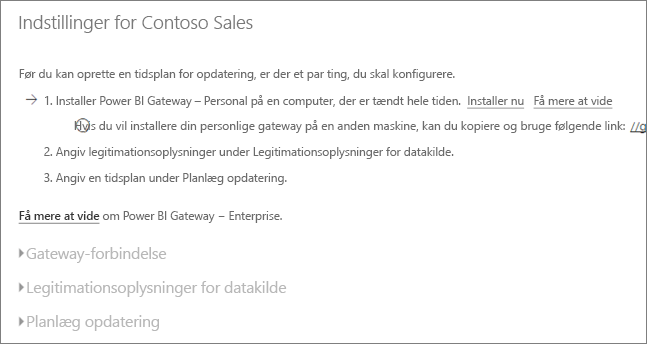 Indstillinger for Contoso Sales
Før du kan oprette en tidsplan for opdatering, er der et par ting, du skal konfigurere.
1. Installer Power BI Gateway – Personal på en computer, der er tændt hele tiden. Installer nu Få mere at vide
Hvis du vil installere din personlige gateway på en anden maskine, kan du kopiere og bruge følgende link: //g
2. Angiv legitimationsoplysninger under Legitimationsoplysninger for datakilde.
3. Angiv en tidsplan under Planlæg opdatering.
Få mere at vide om Power BI Gateway – Enterprise.
Gateway-forbindelse
Legitimationsoplysninger for datakilde
Planlæg opdatering